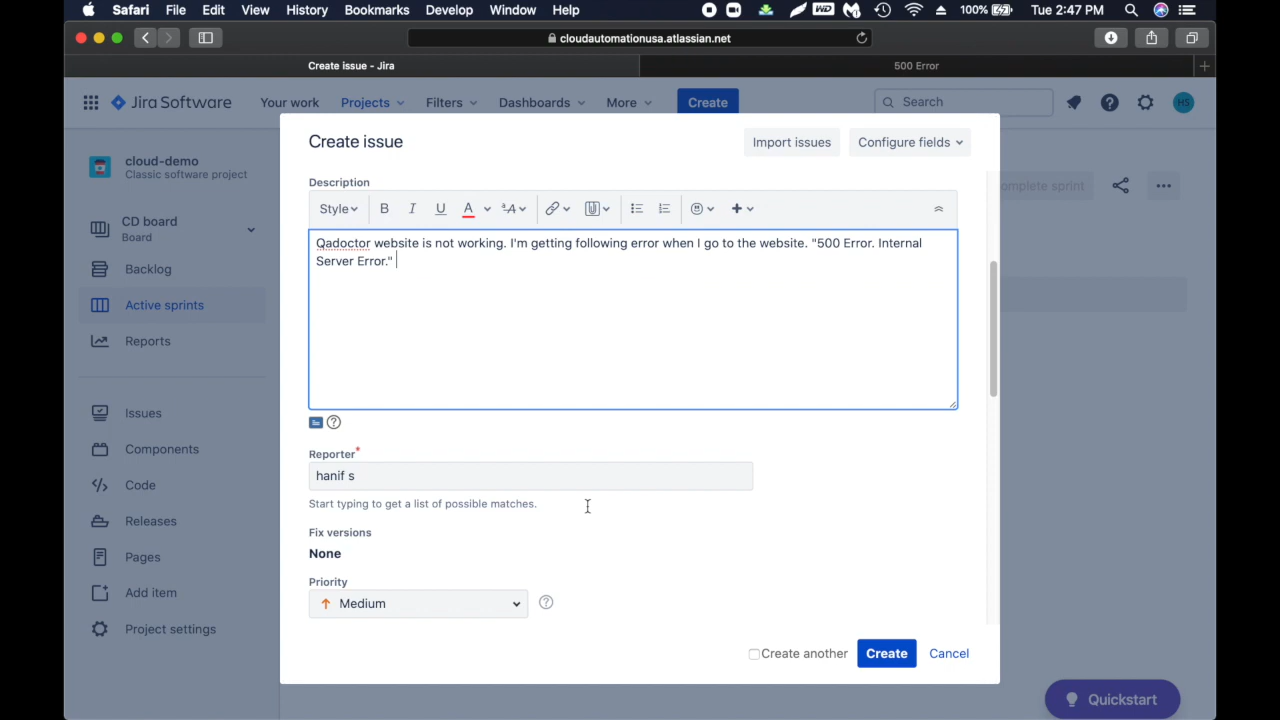 Safari File Edit View History Bookmarks Develop Window Help 100% Tue 2:47 PM
cloudautomationusa.atlassian.net
Create issue - Jira 500 Error
Jira Software Your work Projects Filters Dashboards More Create Search HS
Create issue Import issues Configure fields
cloud-demo
Classic software project
CD board
Board
Backlog
Active sprints
Reports
Issues
Components
Code
Releases
Pages
Add item
Project settings
Description
Style B I U A
Qadoctor website is not working. I'm getting following error when I go to the website. "500 Error. Internal
Server Error."
Reporter*
hanif s
Start typing to get a list of possible matches.
Fix versions
None
Priority
Medium
Create another Create Cancel
omplete sprint
Quickstart